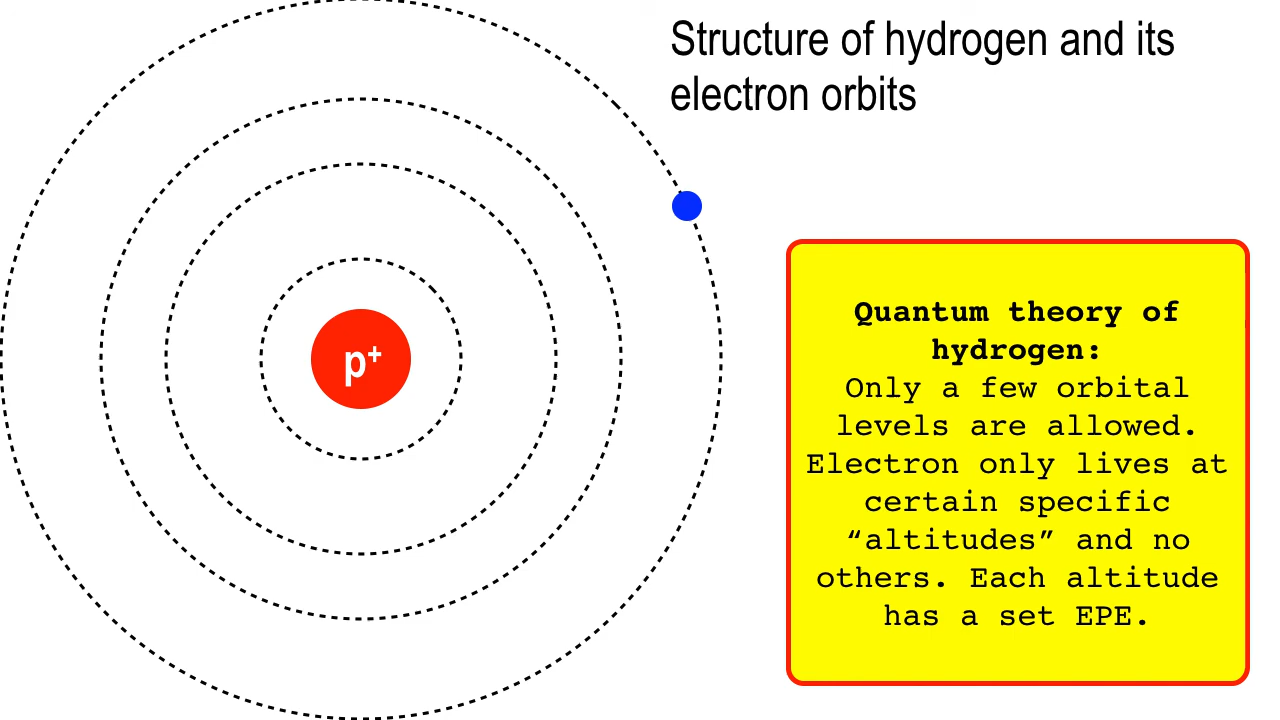 Structure of hydrogen and its
electron orbits
p⁺
Quantum theory of
hydrogen:
Only a few orbital
levels are allowed.
Electron only lives at
certain specific
“altitudes” and no
others. Each altitude
has a set EPE.